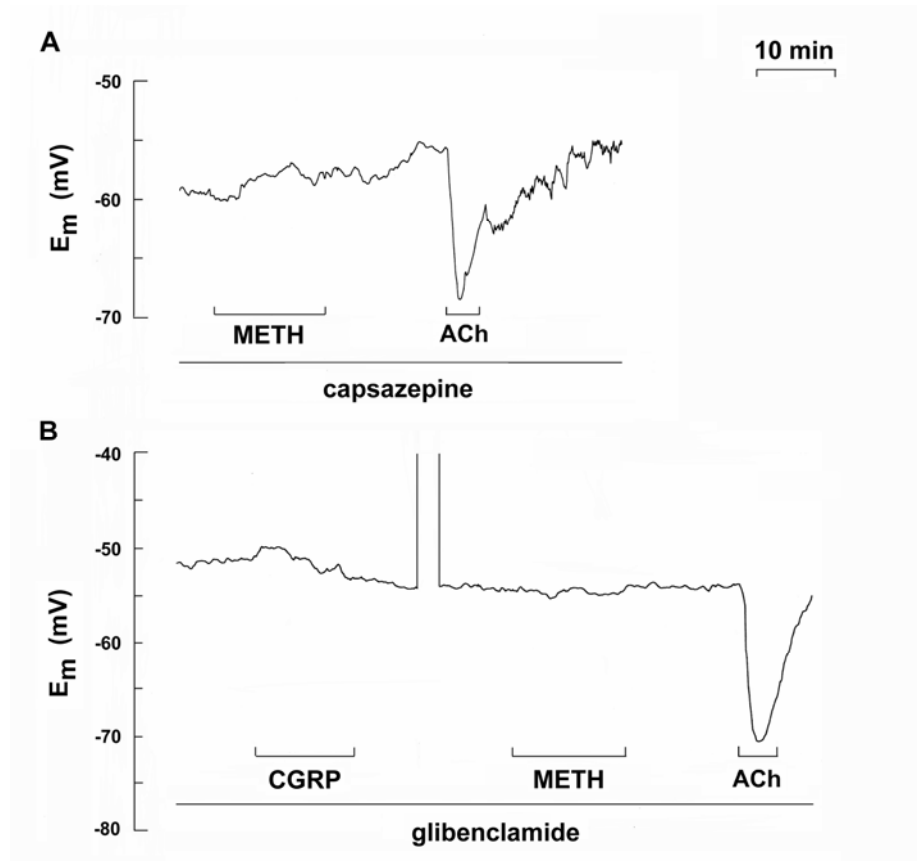 A
10 min
-50
-60
-70
Em (mV)
METH
ACh
capsazepine
B
-40
-50
-60
-70
-80
Em (mV)
CGRP
METH
ACh
glibenclamide